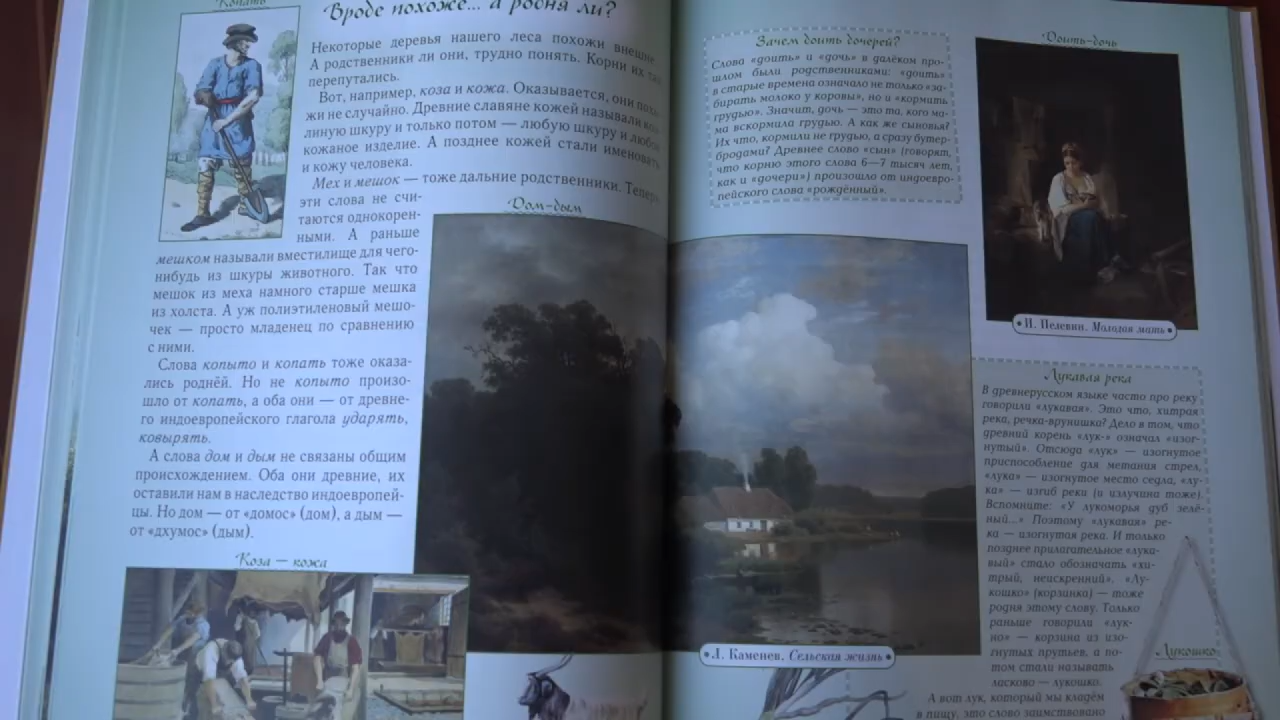 Копать
Вроде похоже... а родня ли?
Некоторые деревья нашего леса похожи внешне.
А родственники ли они, трудно понять. Корни их так
перепутались.
Вот, например, коза и кожа. Оказывается, они
жи не случайно. Древние славяне кожей называли
линую шкуру и только потом — любую шкуру и любое
кожаное изделие. А позднее кожей стали именовать
и кожу человека.
Мех и мешок — тоже дальние родственники. Теперь
эти слова не счи-
таются однокорен-
ными. А раньше
мешком называли вместилище для чего-
нибудь из шкуры животного. Так что
мешок из меха намного старше мешка
из холста. А уж полиэтиленовый мешо-
чек — просто младенец по сравнению
с ними.
Слова копыто и копать тоже оказа-
лись роднёй. Но не копыто произо-
шло от копать, а оба они — от древне-
го индоевропейского глагола ударять,
ковырять.
А слова дом и дым не связаны общим
происхождением. Оба они древние, их
оставили нам в наследство индоевропей-
цы. Но дом — от «домос» (дом), а дым —
от «дхумос» (дым).
Коза — кожа
Дом-дым
Л. Каменев. Сельская жизнь
Зачем доить дочерей?
Слова «доить» и «дочь» в далёком про-
шлом были родственниками: «доить»
в старые времена означало не только «за-
бирать молоко у коровы», но и «кормить
грудью». Значит, дочь — это та, кого ма-
ма вскормила грудью. А как же сыновья?
Их что, кормили не грудью, а сразу бутер-
бродами? Древнее слово «сын» (говорят,
что корню этого слова 6—7 тысяч лет,
как и «дочери») произошло от индоевро-
пейского слова «рождённый».
Доить-дочь
И. Пелевин. Молодая мать
Лукавая река
В древнерусском языке часто про реку
говорили «лукавая». Это что, хитрая
река, речка-врунишка? Дело в том, что
древний корень «лук-» означал «изог-
нутый». Отсюда «лук» — изогнутое
приспособление для метания стрел,
«лука» — изогнутое место седла, «лу-
ка» — изгиб реки (и излучина тоже).
Вспомните: «У лукоморья дуб зелё-
ный...» Поэтому «лукавая» ре-
ка — изогнутая река. И только
позднее прилагательное «лука-
вый» стало обозначать «хи-
трый, неискренний». «Лу-
кошко» (корзинка) — тоже
родня этому слову. Только
раньше говорили «лук-
но» — корзина из изо-
гнутых прутьев, а по-
том стали называть
ласково — лукошко.
А вот лук, который мы кладём
в пищу, это слово заимствовано
Лукошко